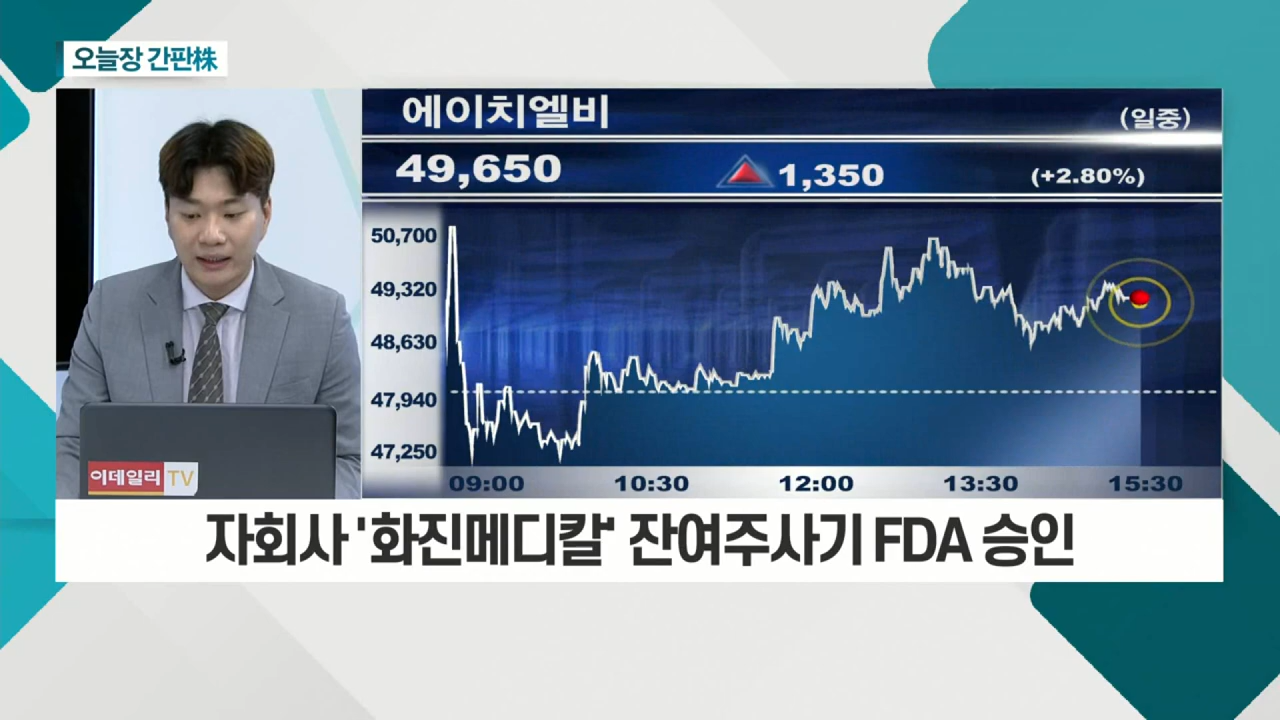 오늘장 간판株
에이치엘비
(일중)
49,650
1,350
(+2.80%)
50,700
49,320
48,630
47,940
47,250
09:00 10:30 12:00 13:30 15:30
이데일리 TV
자회사 '화진메디칼' 잔여주사기 FDA 승인